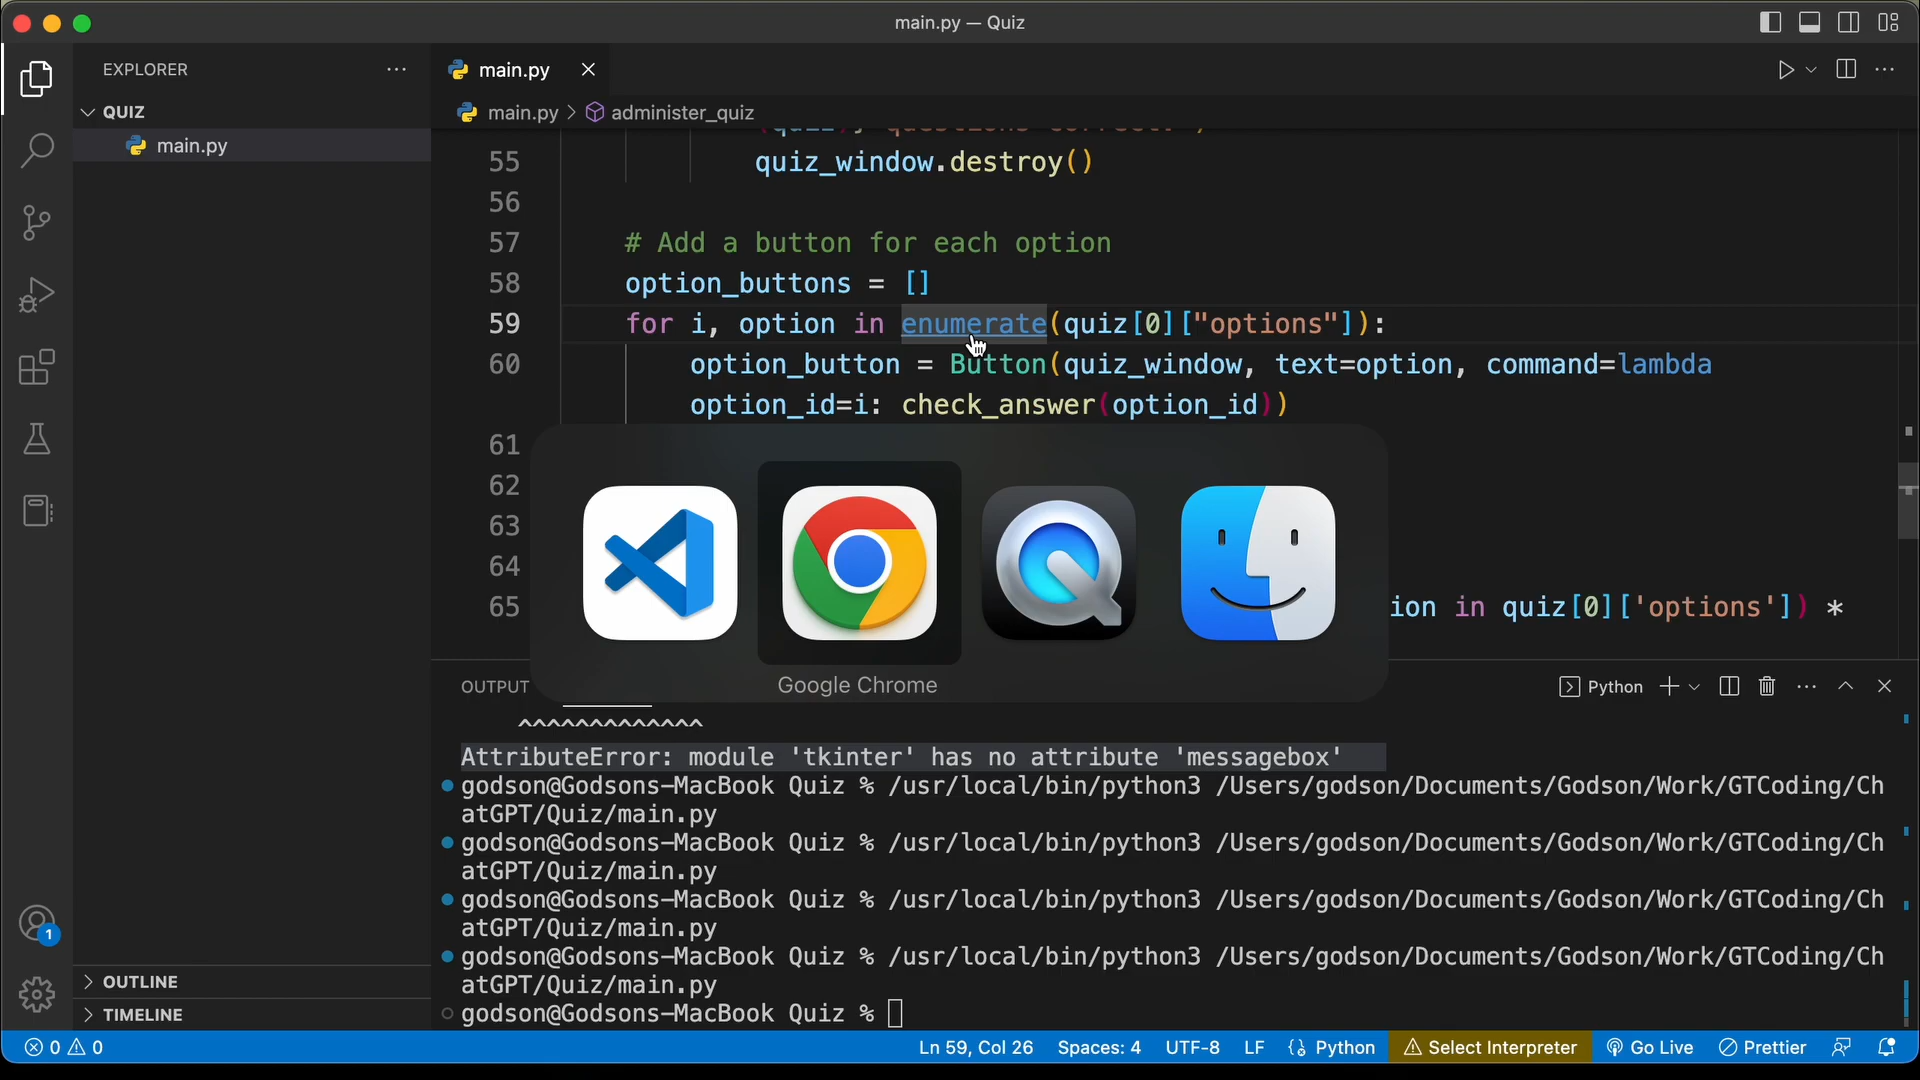 main.py — Quiz
EXPLORER
QUIZ
main.py
OUTLINE
TIMELINE
1
main.py
main.py > administer_quiz
55 quiz_window.destroy()
56
57 # Add a button for each option
58 option_buttons = []
59 for i, option in enumerate(quiz[0]["options"]):
60 option_button = Button(quiz_window, text=option, command=lambda
option_id=i: check_answer(option_id))
61
62
63
64
65 ion in quiz[0]['options']) *
Google Chrome
OUTPUT
Python
^^^^^^^^^^^^^
AttributeError: module 'tkinter' has no attribute 'messagebox'
godson@Godsons-MacBook Quiz % /usr/local/bin/python3 /Users/godson/Documents/Godson/Work/GTCoding/Ch
atGPT/Quiz/main.py
godson@Godsons-MacBook Quiz % /usr/local/bin/python3 /Users/godson/Documents/Godson/Work/GTCoding/Ch
atGPT/Quiz/main.py
godson@Godsons-MacBook Quiz % /usr/local/bin/python3 /Users/godson/Documents/Godson/Work/GTCoding/Ch
atGPT/Quiz/main.py
godson@Godsons-MacBook Quiz % /usr/local/bin/python3 /Users/godson/Documents/Godson/Work/GTCoding/Ch
atGPT/Quiz/main.py
godson@Godsons-MacBook Quiz %
0 0 Ln 59, Col 26 Spaces: 4 UTF-8 LF Python Select Interpreter Go Live Prettier